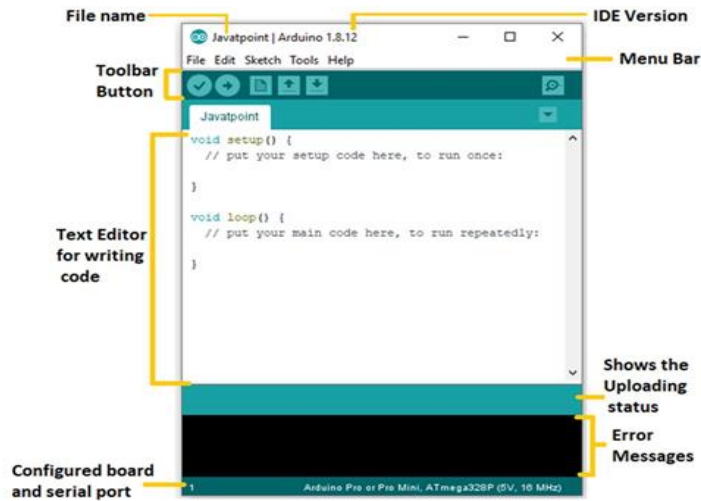 File name
IDE Version
Javatpoint | Arduino 1.8.12
File Edit Sketch Tools Help
Menu Bar
Toolbar
Button
Javatpoint
void setup() {
// put your setup code here, to run once:
}
void loop() {
// put your main code here, to run repeatedly:
}
Text Editor
for writing
code
Shows the
Uploading
status
Error
Messages
Configured board
and serial port
1
Arduino Pro or Pro Mini, ATmega328P (5V, 16 MHz)